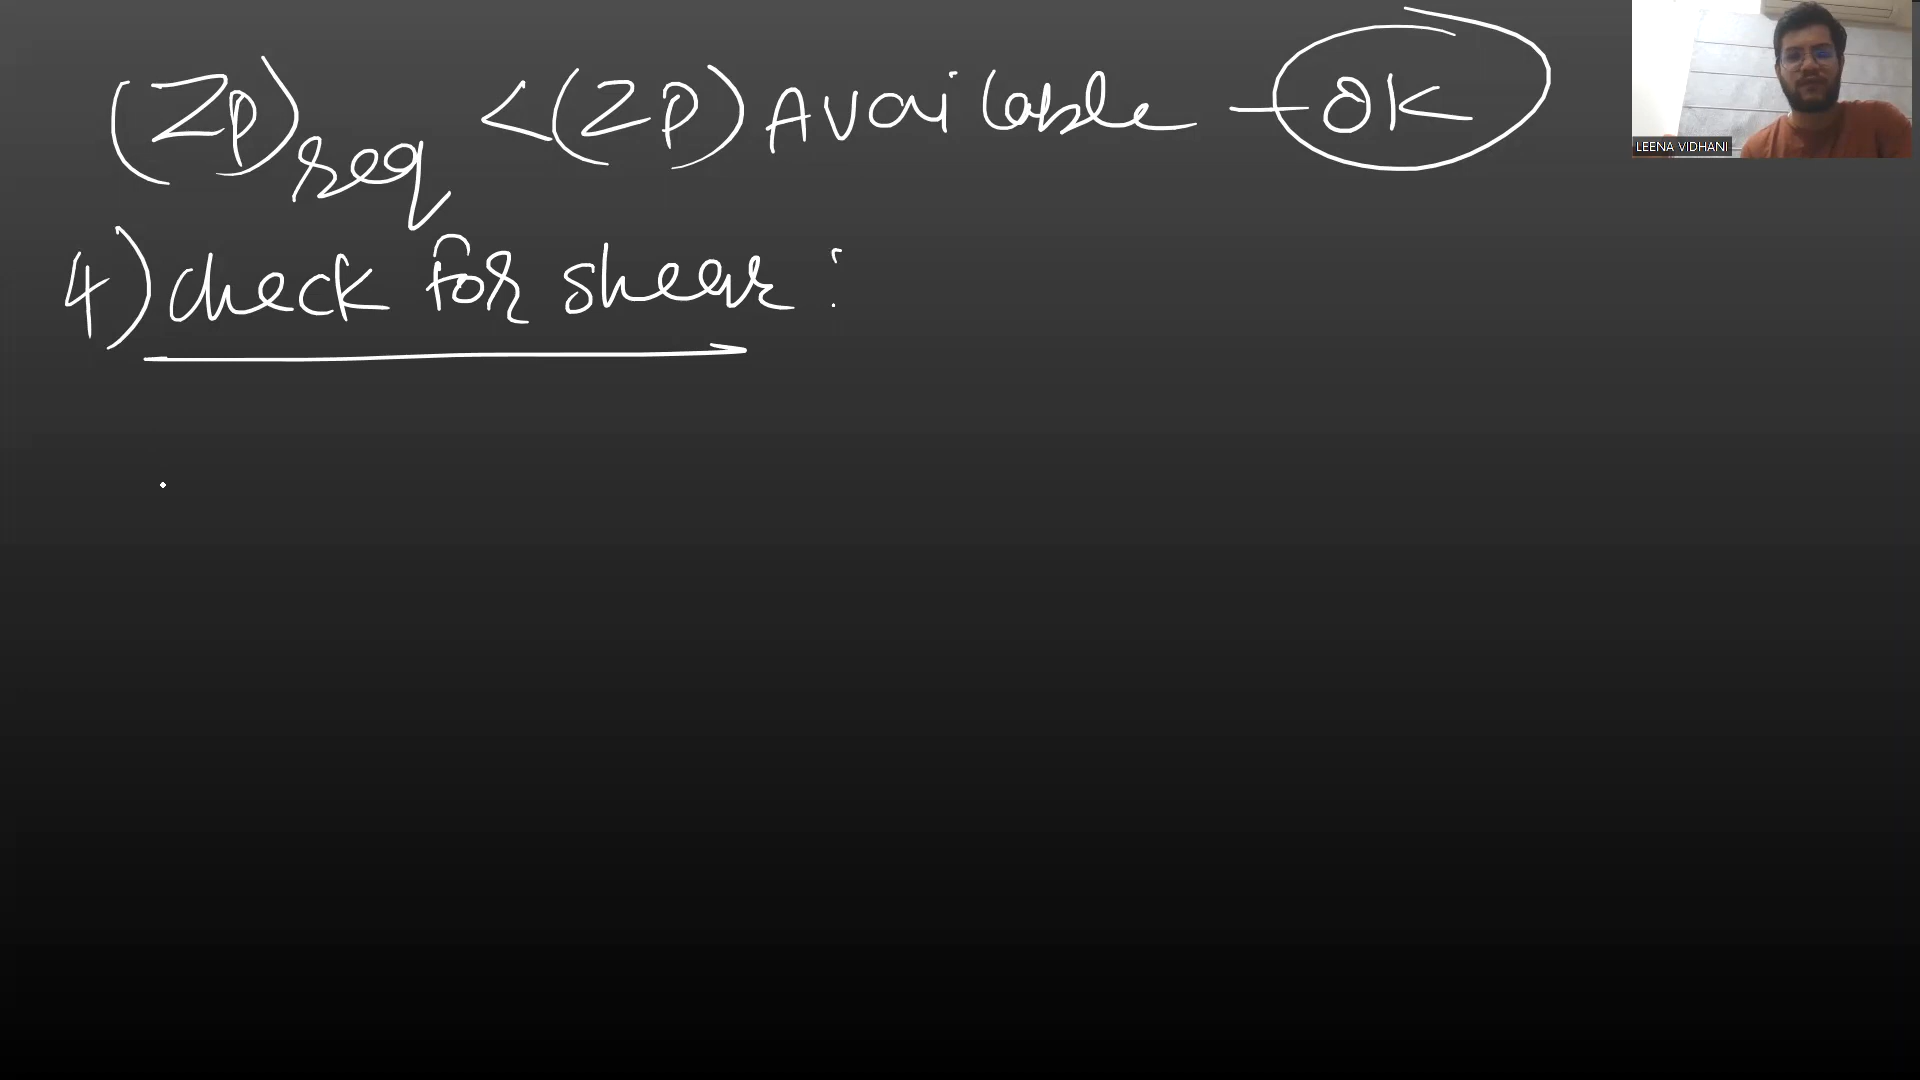 (Zp)req < (Zp) Available - OK
LEENA VIDHANI
4) check for shear :